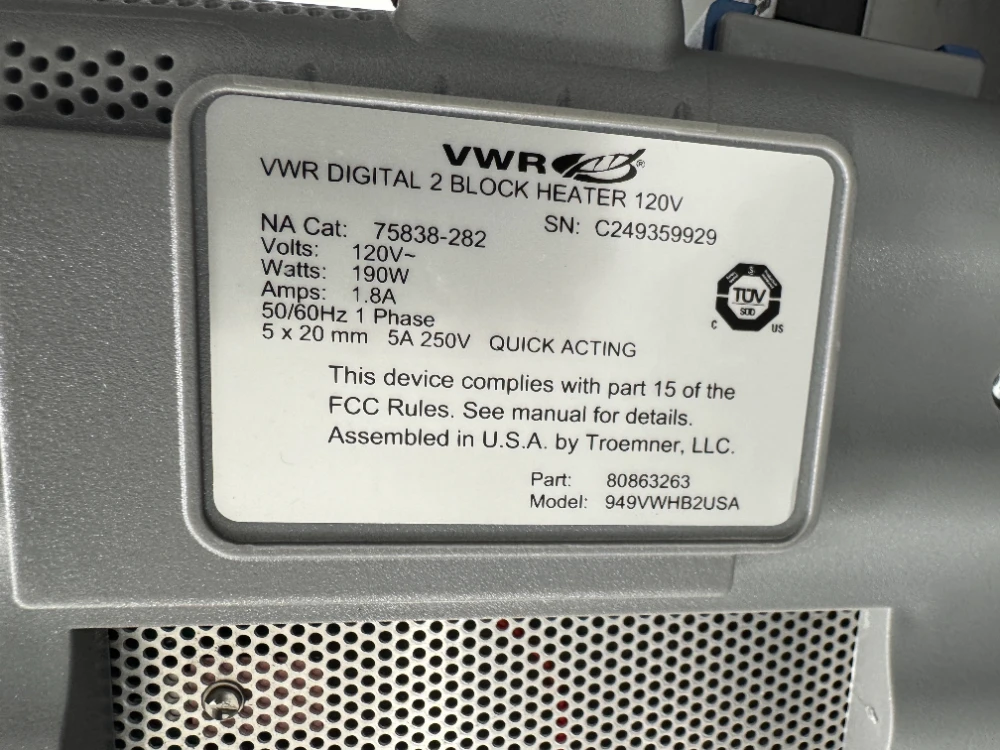 VWR®
VWR DIGITAL 2 BLOCK HEATER 120V
NA Cat: 75838-282 SN: C249359929
Volts: 120V~
Watts: 190W
Amps: 1.8A
50/60Hz 1 Phase
5 x 20 mm 5A 250V QUICK ACTING
TÜV
SÜD
C US
This device complies with part 15 of the
FCC Rules. See manual for details.
Assembled in U.S.A. by Troemner, LLC.
Part: 80863263
Model: 949VWHB2USA